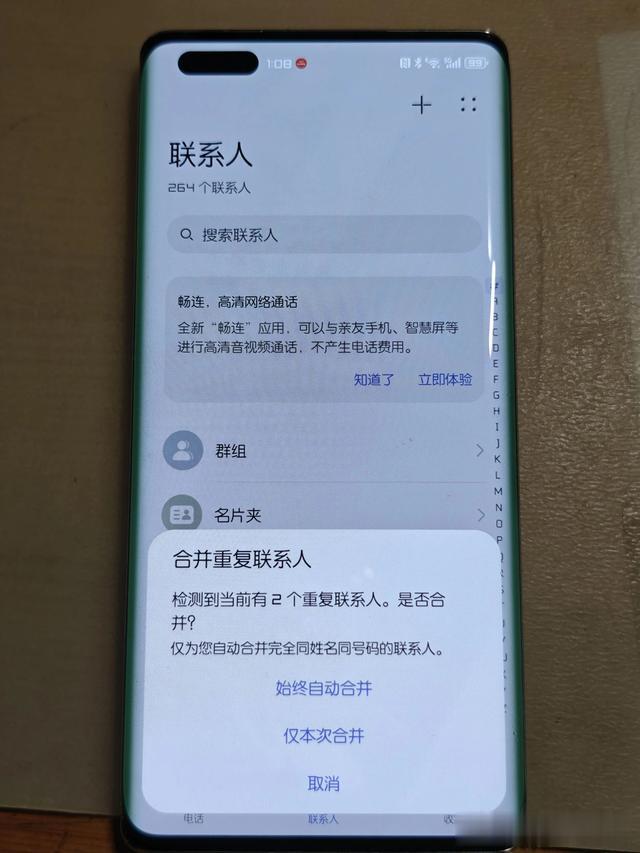 1:08
99
联系人
264 个联系人
搜索联系人
畅连，高清网络通话
全新“畅连”应用，可以与亲友手机、智慧屏等
进行高清音视频通话，不产生电话费用。
知道了 立即体验
#
A
B
C
D
E
F
G
H
I
J
K
L
M
N
O
P
群组
名片夹
合并重复联系人
检测到当前有 2 个重复联系人。是否合
并？
仅为您自动合并完全同姓名同号码的联系人。
始终自动合并
仅本次合并
取消
电话 联系人 收